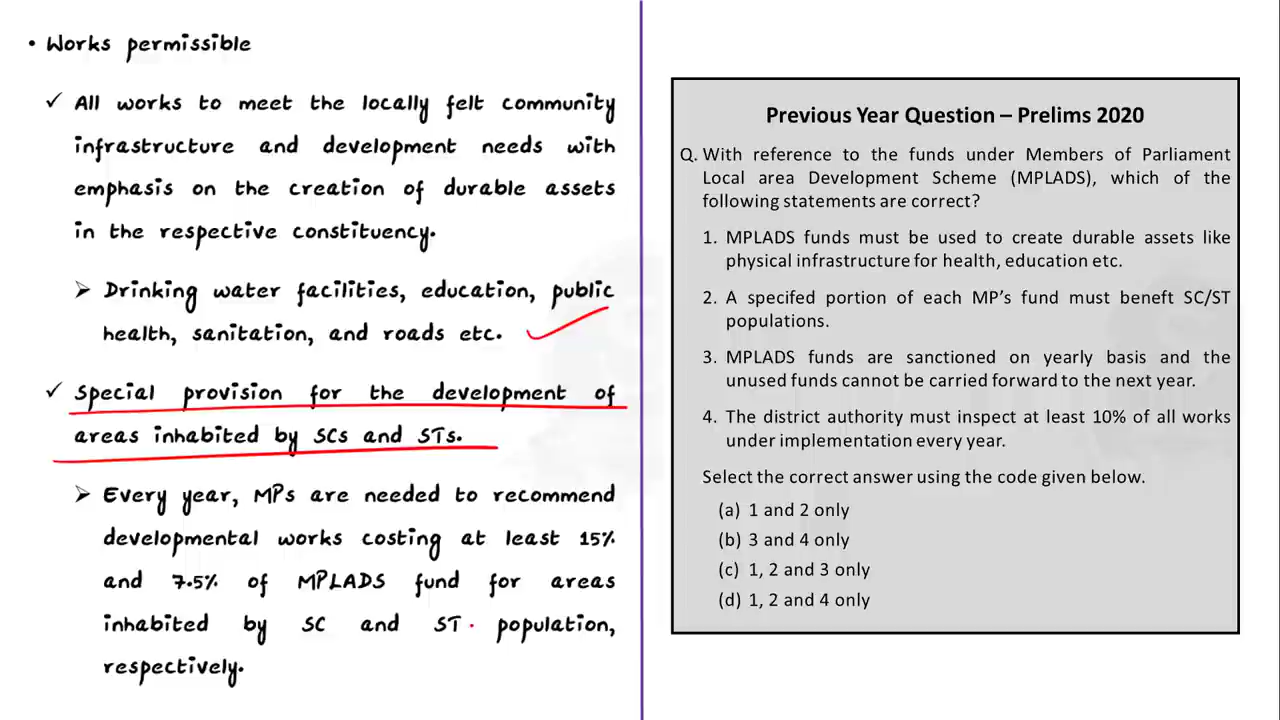 • Works permissible
✓ All works to meet the locally felt community
infrastructure and development needs with
emphasis on the creation of durable assets
in the respective constituency.
➢ Drinking water facilities, education, public
health, sanitation, and roads etc.
✓ Special provision for the development of
areas inhabited by SCs and STs.
➢ Every year, MPs are needed to recommend
developmental works costing at least 15%
and 7.5% of MPLADS fund for areas
inhabited by SC and ST population,
respectively.
Previous Year Question – Prelims 2020
Q. With reference to the funds under Members of Parliament
Local area Development Scheme (MPLADS), which of the
following statements are correct?
1. MPLADS funds must be used to create durable assets like
physical infrastructure for health, education etc.
2. A specifed portion of each MP's fund must beneft SC/ST
populations.
3. MPLADS funds are sanctioned on yearly basis and the
unused funds cannot be carried forward to the next year.
4. The district authority must inspect at least 10% of all works
under implementation every year.
Select the correct answer using the code given below.
(a) 1 and 2 only
(b) 3 and 4 only
(c) 1, 2 and 3 only
(d) 1, 2 and 4 only